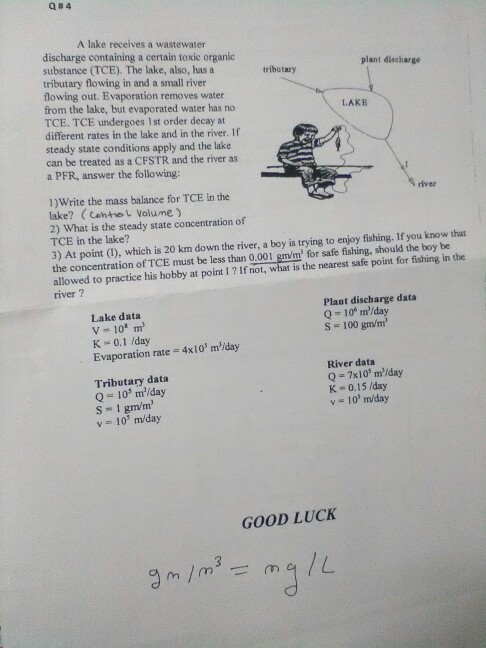 Q#4
A lake receives a wastewater
discharge containing a certain toxic organic
substance (TCE). The lake, also, has a
tributary flowing in and a small river
flowing out. Evaporation removes water
from the lake, but evaporated water has no
TCE. TCE undergoes 1st order decay at
different rates in the lake and in the river. If
steady state conditions apply and the lake
can be treated as a CFSTR and the river as
a PFR, answer the following:
tributary
plant discharge
LAKE
1
river
1)Write the mass balance for TCE in the
lake? (Control Volume)
2) What is the steady state concentration of
TCE in the lake?
3) At point (1), which is 20 km down the river, a boy is trying to enjoy fishing. If you know that
the concentration of TCE must be less than 0.001 gm/m³ for safe fishing, should the boy be
allowed to practice his hobby at point 1 ? If not, what is the nearest safe point for fishing in the
river ?
Lake data
V = 10⁸ m³
K = 0.1 /day
Evaporation rate = 4x10⁵ m³/day
Tributary data
Q = 10⁵ m³/day
S = 1 gm/m³
v = 10⁵ m/day
Plant discharge data
Q = 10⁶ m³/day
S = 100 gm/m³
River data
Q = 7x10⁵ m³/day
K = 0.15 /day
v = 10⁵ m/day
GOOD LUCK
gm/m³ = mg/L